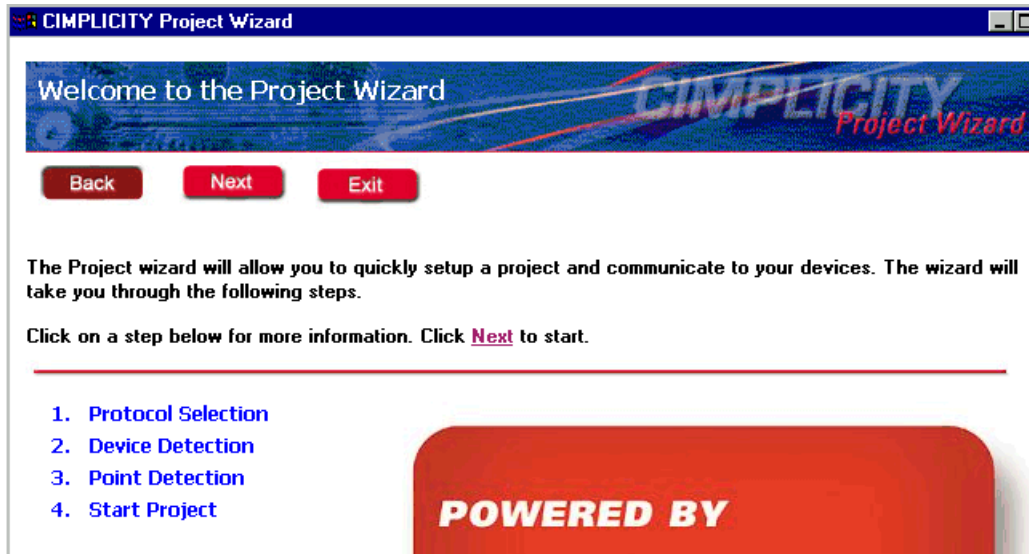 CIMPLICITY Project Wizard
Welcome to the Project Wizard
CIMPLICITY
Project Wizard
Back Next Exit
The Project wizard will allow you to quickly setup a project and communicate to your devices. The wizard will
take you through the following steps.
Click on a step below for more information. Click Next to start.
1. Protocol Selection
2. Device Detection
3. Point Detection
4. Start Project
POWERED BY